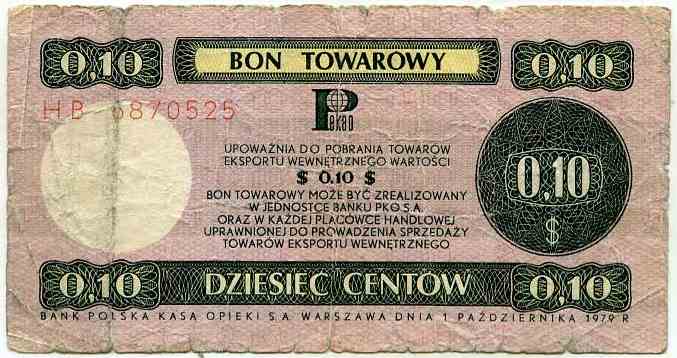 0,10 BON TOWAROWY 0,10
HB 6870525
Pekao
UPOWAŻNIA DO POBRANIA TOWARÓW
EKSPORTU WEWNĘTRZNEGO WARTOŚCI
$ 0,10 $
BON TOWAROWY MOŻE BYĆ ZREALIZOWANY
W JEDNOSTCE BANKU PKO S.A.
ORAZ W KAŻDEJ PLACÓWCE HANDLOWEJ
UPRAWNIONEJ DO PROWADZENIA SPRZEDAŻY
TOWARÓW EKSPORTU WEWNĘTRZNEGO
0,10
$
0,10 DZIESIĘC CENTÓW 0,10
BANK POLSKA KASA OPIEKI S.A. WARSZAWA DNIA 1 PAŹDZIERNIKA 1979 R